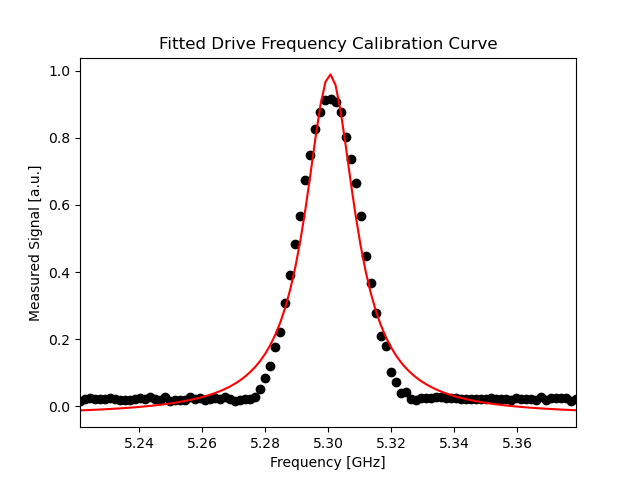 Fitted Drive Frequency Calibration Curve
1.0
0.8
0.6
0.4
0.2
0.0
Measured Signal [a.u.]
5.24 5.26 5.28 5.30 5.32 5.34 5.36
Frequency [GHz]